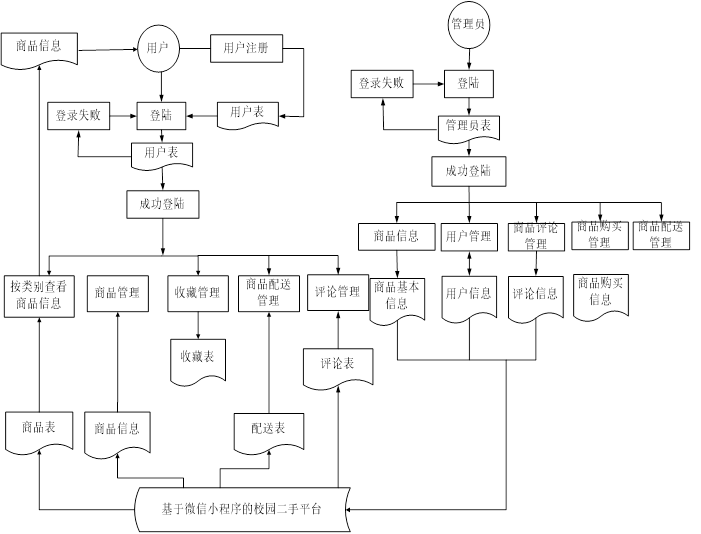 商品信息
用户
用户注册
管理员
登录失败
登陆
登录失败
登陆
用户表
管理员表
用户表
成功登陆
成功登陆
商品信息
用户管理
商品评论
管理
商品购买
管理
商品配送
管理
按类别查看
商品信息
商品管理
收藏管理
商品配送
管理
评论管理
商品基本
信息
用户信息
评论信息
商品购买
信息
收藏表
评论表
商品表
商品信息
配送表
基于微信小程序的校园二手平台